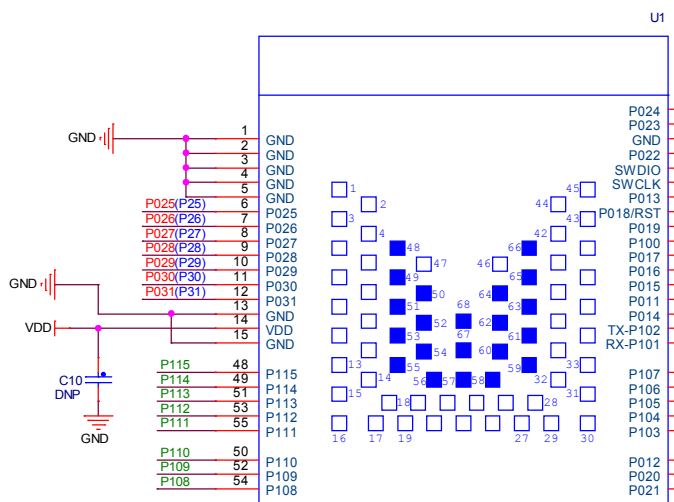 U1
P024
P023
1 GND GND
2 GND P022
GND 3 GND SWDIO
4 GND SWCLK
5 GND P013
P025(P25) 6 P025 P018/RST
P026(P26) 7 P026 P019
P027(P27) 8 P027 P100
P028(P28) 9 P028 P017
P029(P29) 10 P029 P016
P030(P30) 11 P030 P015
P031(P31) 12 P031 P011
GND 13 GND P014
VDD 14 VDD TX-P102
15 GND RX-P101
P115 48 P115 P107
P114 49 P114 P106
P113 51 P113 P105
P112 53 P112 P104
P111 55 P111 P103
P110 50 P110 P012
P109 52 P109 P020
P108 54 P108 P021
C10
DNP
GND
1 45
2 44
3 43
4 42
48 66
47 46
49 65
50 64
51 68 63
52 62
53 67 61
54 60
13 55 59 33
14 56 57 58 32
15 31
18 28
16 17 19 27 29 30